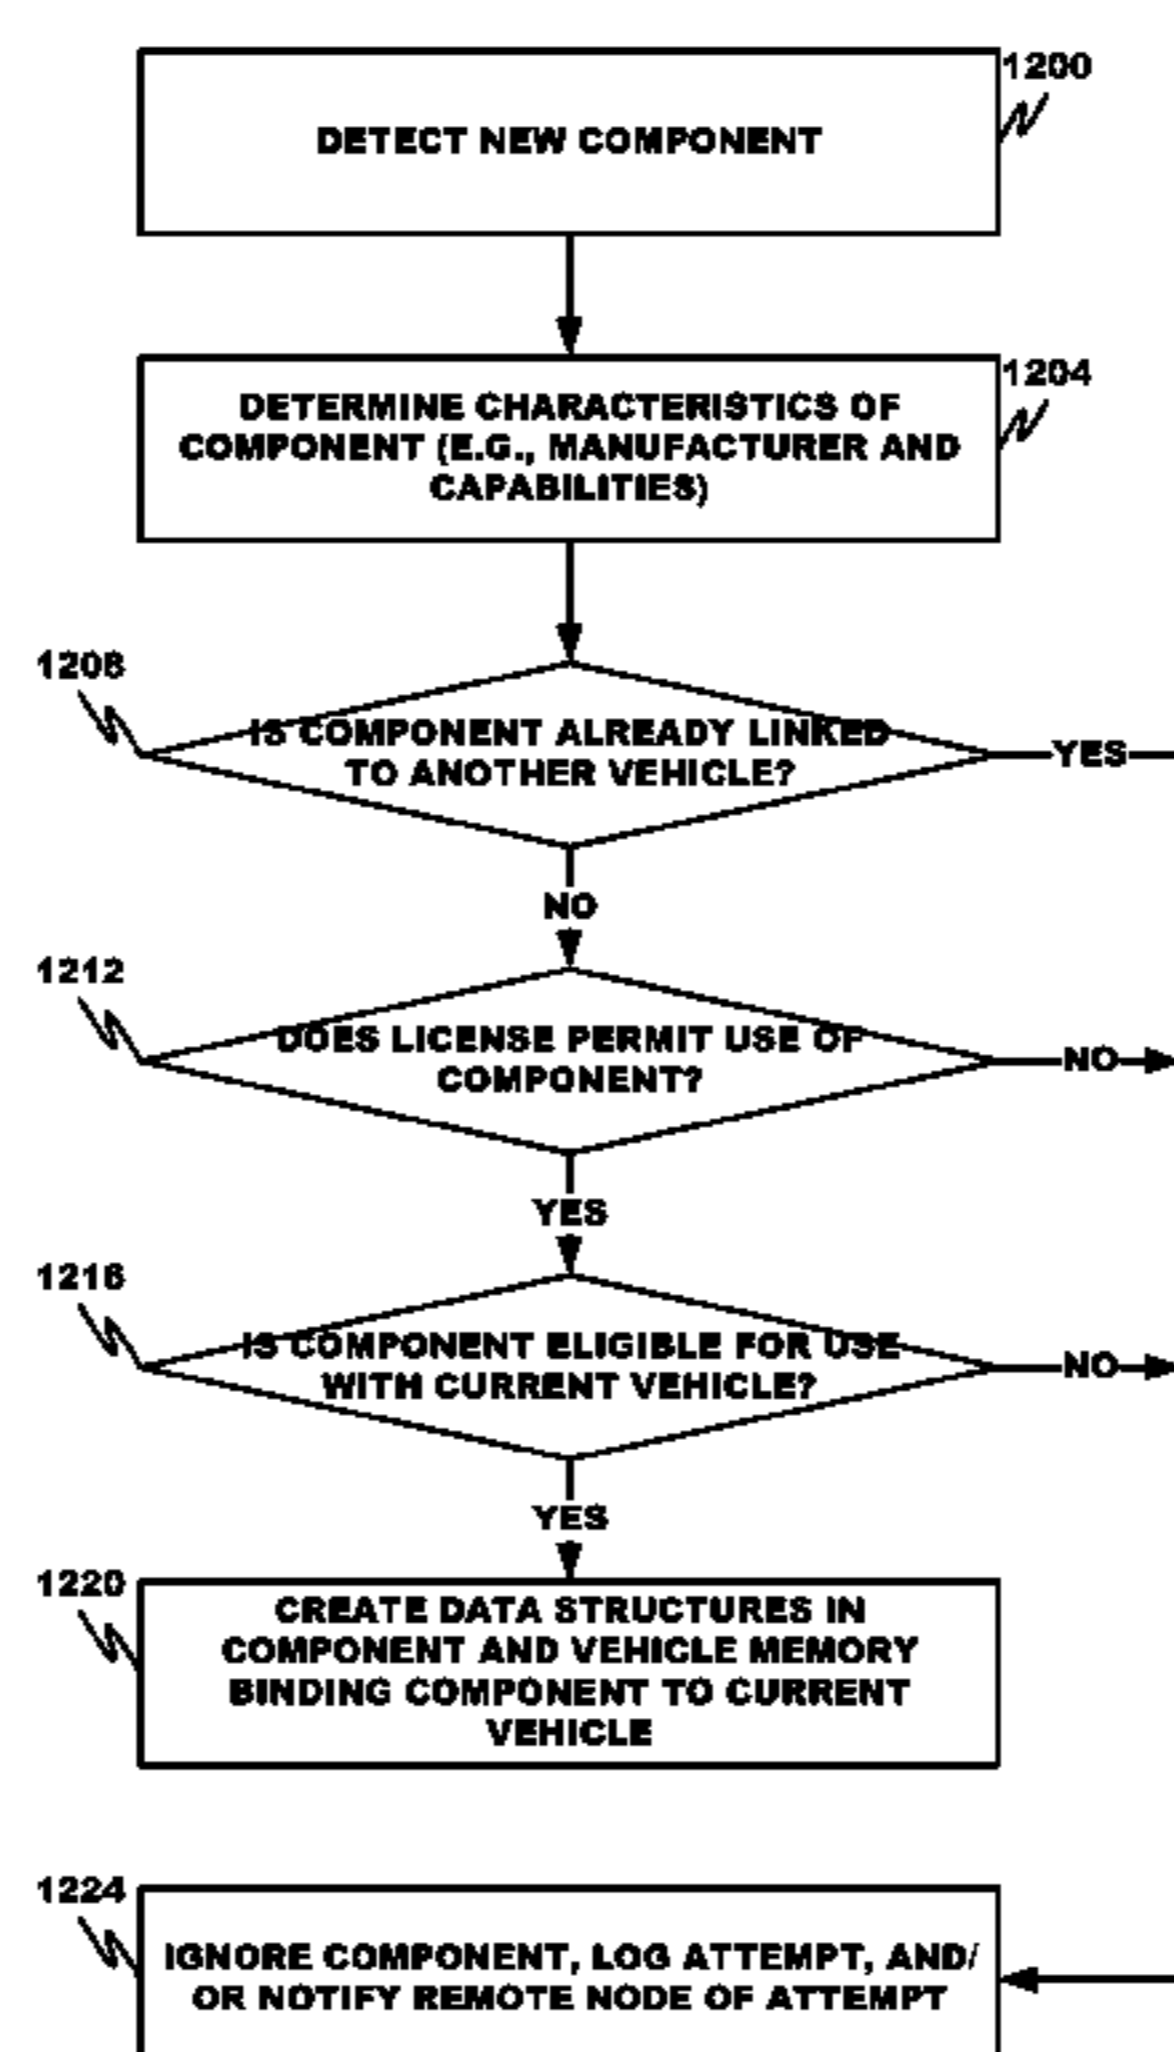 1200
DETECT NEW COMPONENT
1204
DETERMINE CHARACTERISTICS OF
COMPONENT (E.G., MANUFACTURER AND
CAPABILITIES)
1208
IS COMPONENT ALREADY LINKED
TO ANOTHER VEHICLE?
YES
NO
1212
DOES LICENSE PERMIT USE OF
COMPONENT?
NO
YES
1216
IS COMPONENT ELIGIBLE FOR USE
WITH CURRENT VEHICLE?
NO
YES
1220
CREATE DATA STRUCTURES IN
COMPONENT AND VEHICLE MEMORY
BINDING COMPONENT TO CURRENT
VEHICLE
1224
IGNORE COMPONENT, LOG ATTEMPT, AND/
OR NOTIFY REMOTE NODE OF ATTEMPT